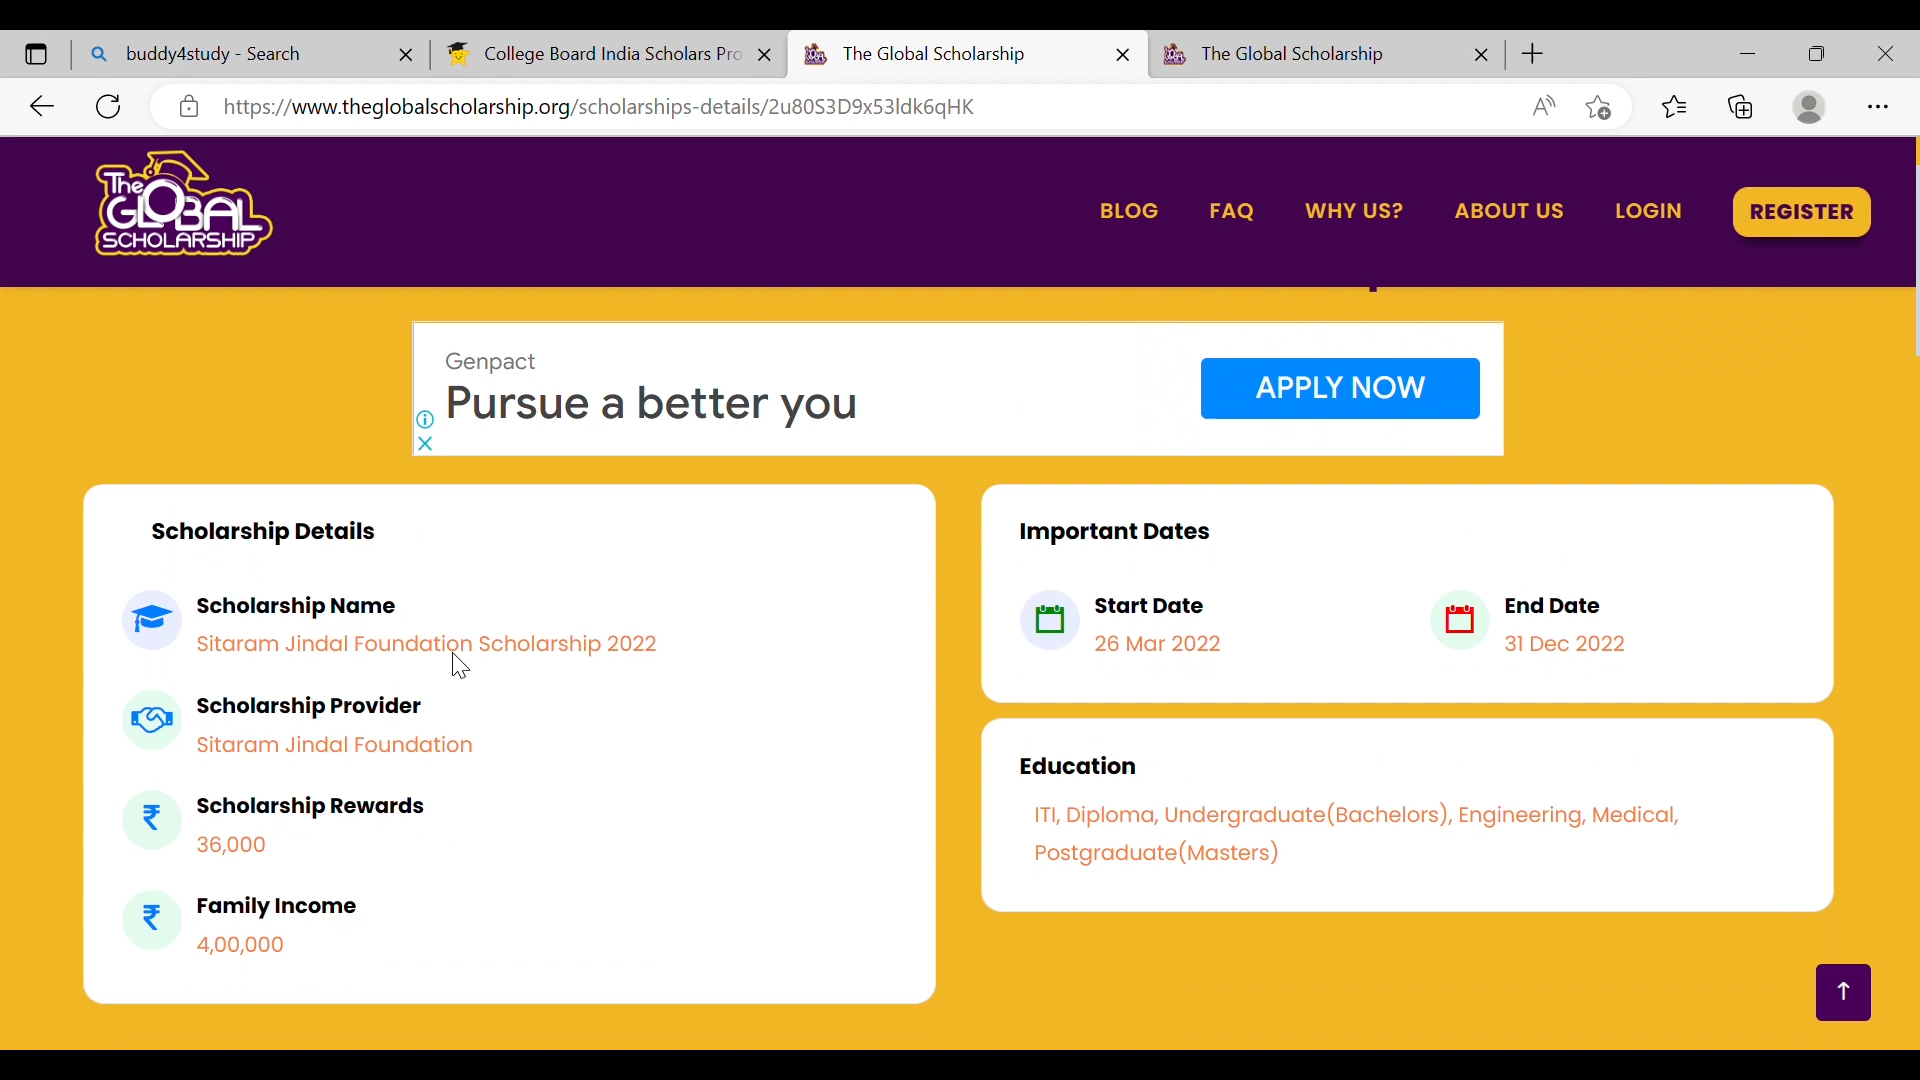 buddy4study - Search
College Board India Scholars Pro
The Global Scholarship
The Global Scholarship
https://www.theglobalscholarship.org/scholarships-details/2u80S3D9x53ldk6qHK
The
GLOBAL
SCHOLARSHIP
BLOG
FAQ
WHY US?
ABOUT US
LOGIN
REGISTER
Genpact
Pursue a better you
APPLY NOW
Scholarship Details
Scholarship Name
Sitaram Jindal Foundation Scholarship 2022
Scholarship Provider
Sitaram Jindal Foundation
₹ Scholarship Rewards
36,000
₹ Family Income
4,00,000
Important Dates
Start Date
26 Mar 2022
End Date
31 Dec 2022
Education
ITI, Diploma, Undergraduate(Bachelors), Engineering, Medical,
Postgraduate(Masters)